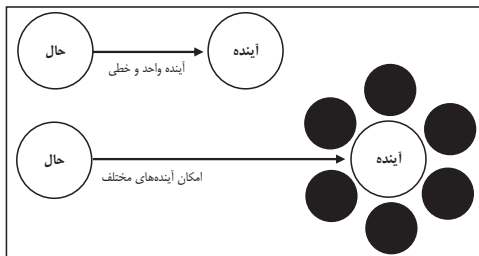 حال
آینده
آینده واحد و خطی
حال
آینده
امکان آینده‌های مختلف